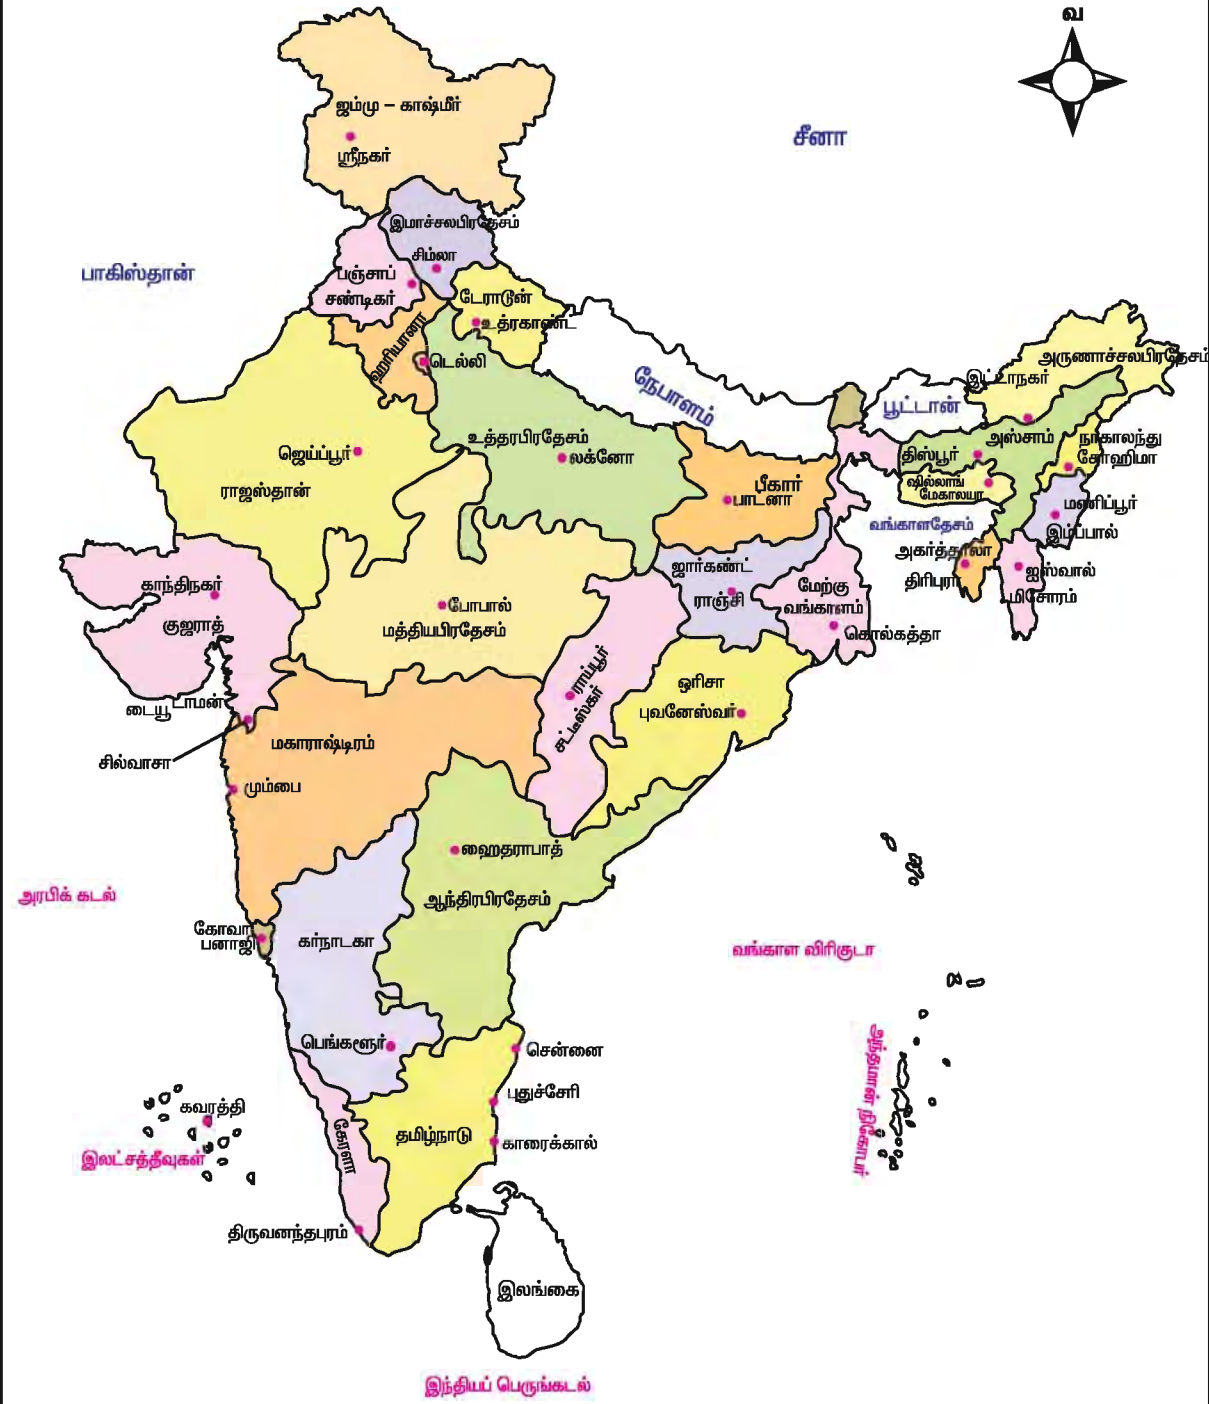 வ
ஜம்மு – காஷ்மீர்
ஸ்ரீநகர்
சீனா
இமாச்சலபிரதேசம்
சிம்லா
பாகிஸ்தான்
பஞ்சாப்
சண்டிகர்
டேராடூன்
உத்ரகாண்ட
ஹரியானா
டெல்லி
நேபாளம்
அருணாச்சலபிரதேசம்
இட்டாநகர்
பூட்டான்
உத்தரபிரதேசம்
லக்னோ
அஸ்சாம்
திஸ்பூர்
நாகாலந்து
கோஹிமா
ஜெய்ப்பூர்
ராஜஸ்தான்
பீகார்
பாட்னா
ஷில்லாங்
மேகாலயா
மணிப்பூர்
இம்ப்பால்
வங்காளதேசம்
அகர்த்தாலா
திரிபுரா
ஐஸ்வால்
மிசோரம்
ஜார்கண்ட்
ராஞ்சி
மேற்கு
வங்காளம்
கொல்கத்தா
காந்திநகர்
குஜராத்
போபால்
மத்தியபிரதேசம்
ராய்பூர்
சட்டீஸ்கர்
ஒரிசா
புவனேஸ்வர்
டையூ
டாமன்
சில்வாசா
மகாராஷ்டிரம்
மும்பை
ஹைதராபாத்
ஆந்திரபிரதேசம்
அரபிக் கடல்
கோவா
பனாஜி
கர்நாடகா
வங்காள விரிகுடா
பெங்களூர்
சென்னை
புதுச்சேரி
அந்தமான் நிகோபர்
கவரத்தி
இலட்சத்தீவுகள்
கேரளா
தமிழ்நாடு
காரைக்கால்
திருவனந்தபுரம்
இலங்கை
இந்தியப் பெருங்கடல்